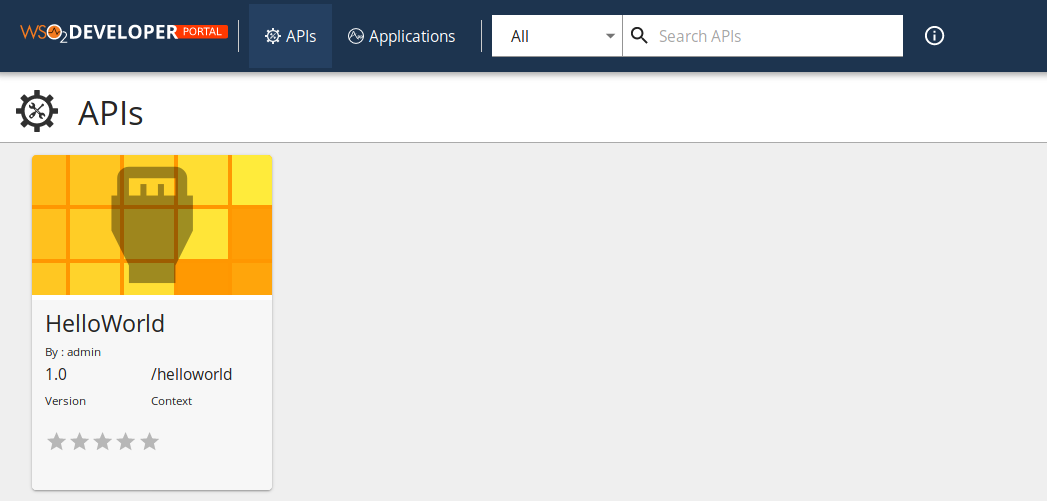 WSO2 DEVELOPER PORTAL APIs Applications All Search APIs
APIs
HelloWorld
By : admin
1.0 /helloworld
Version Context